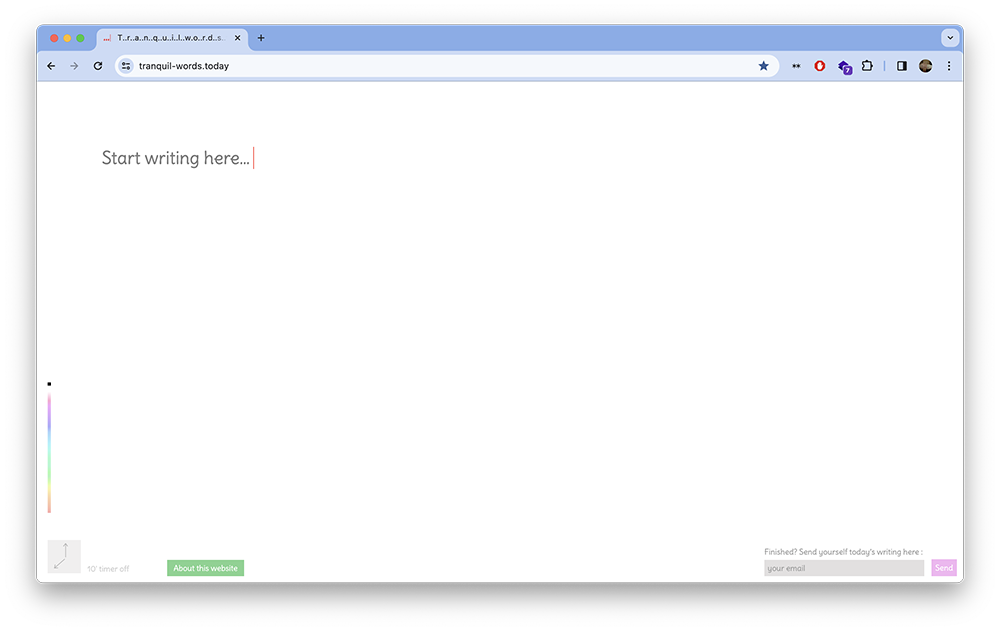 T..r..a..n..q..u..i..l..w..o..r..d..s.
tranquil-words.today
7
Start writing here...
10' timer off
About this website
Finished? Send yourself today's writing here :
your email
Send